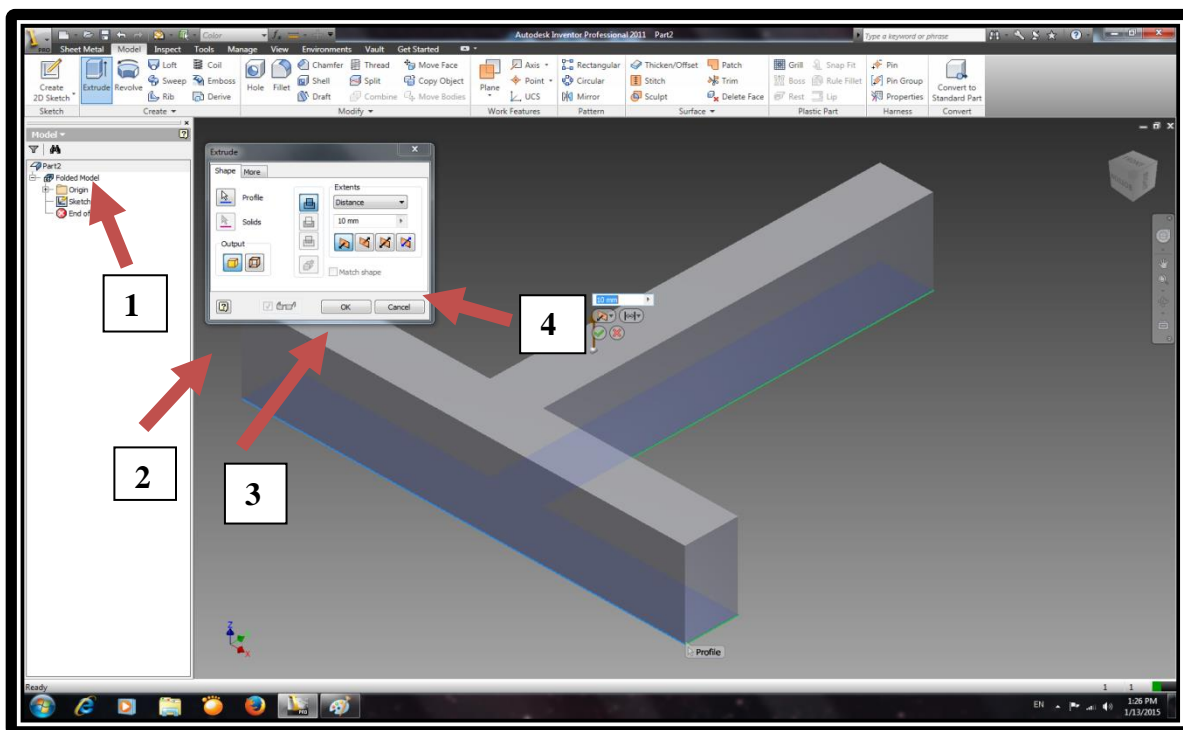 PRO
Color
Autodesk Inventor Professional 2011 Part2
Type a keyword or phrase
Sheet Metal Model Inspect Tools Manage View Environments Vault Get Started
Create 2D Sketch
Extrude
Revolve
Loft
Sweep
Rib
Coil
Emboss
Derive
Hole
Fillet
Chamfer
Shell
Draft
Thread
Split
Combine
Move Face
Copy Object
Move Bodies
Plane
Axis
Point
UCS
Rectangular
Circular
Mirror
Thicken/Offset
Stitch
Sculpt
Patch
Trim
Delete Face
Grill
Boss
Rest
Snap Fit
Rule Fillet
Lip
Pin
Pin Group
Properties
Convert to Standard Part
Sketch
Create
Modify
Work Features
Pattern
Surface
Plastic Part
Harness
Convert
Model
Part2
Folded Model
Origin
Sketch
End of
Extrude
Shape More
Profile
Solids
Output
Extents
Distance
10 mm
Match shape
OK Cancel
10 mm
1
2
3
4
Z
X
Profile
Ready
1 1
PRO
EN
1:26 PM
1/13/2015